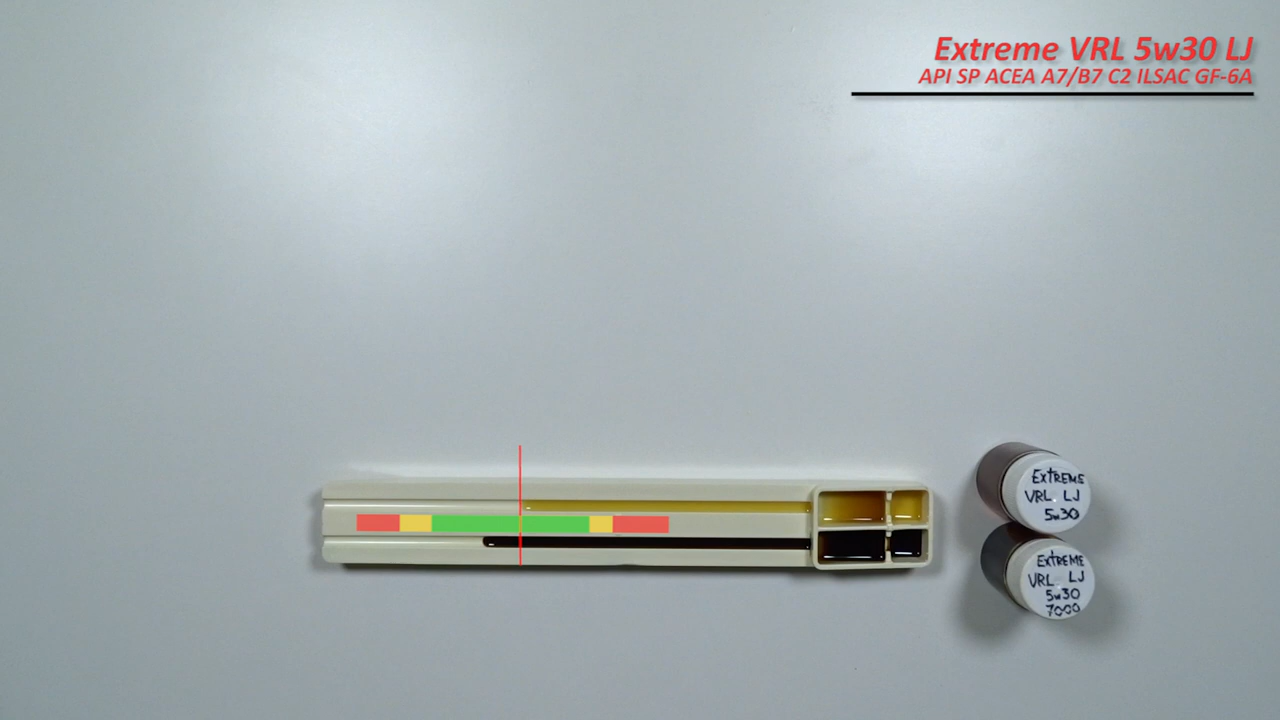 Extreme VRL 5w30 LJ
API SP ACEA A7/B7 C2 ILSAC GF-6A
EXTREME
VRL LJ
5w30
EXTREME
VRL LJ
5w30
7000